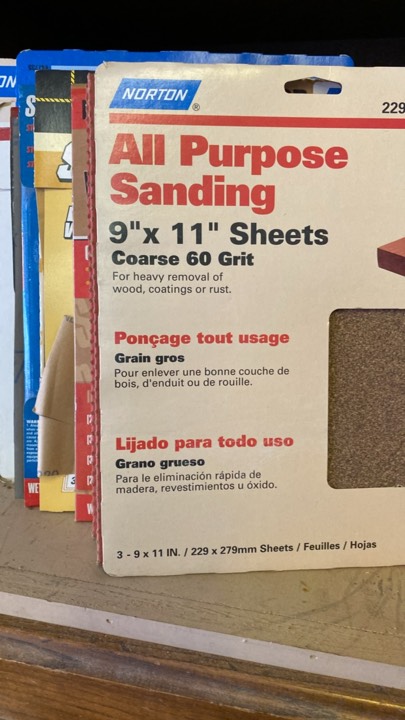 NORTON
®
229
All Purpose
Sanding
9"x 11" Sheets
Coarse 60 Grit
For heavy removal of
wood, coatings or rust.
Ponçage tout usage
Grain gros
Pour enlever une bonne couche de
bois, d'enduit ou de rouille.
Lijado para todo uso
Grano grueso
Para le eliminación rápida de
madera, revestimientos u óxido.
3 - 9 x 11 IN. / 229 x 279mm Sheets / Feuilles / Hojas